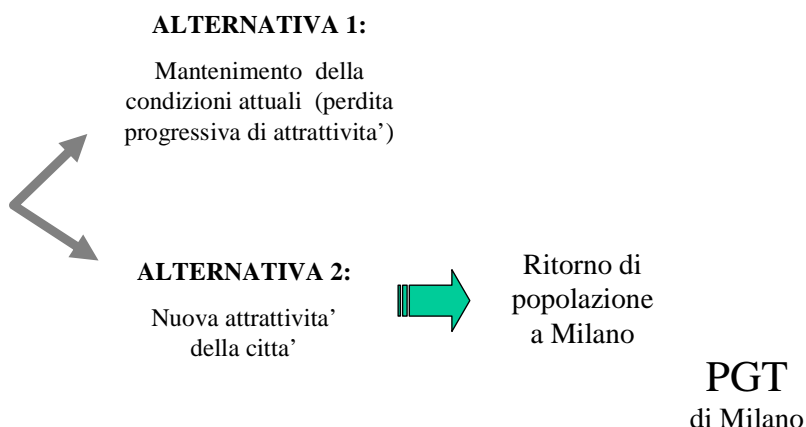 ALTERNATIVA 1:
Mantenimento della
condizioni attuali (perdita
progressiva di attrattivita’)
ALTERNATIVA 2:
Nuova attrattivita’
della citta’
Ritorno di
popolazione
a Milano
PGT
di Milano